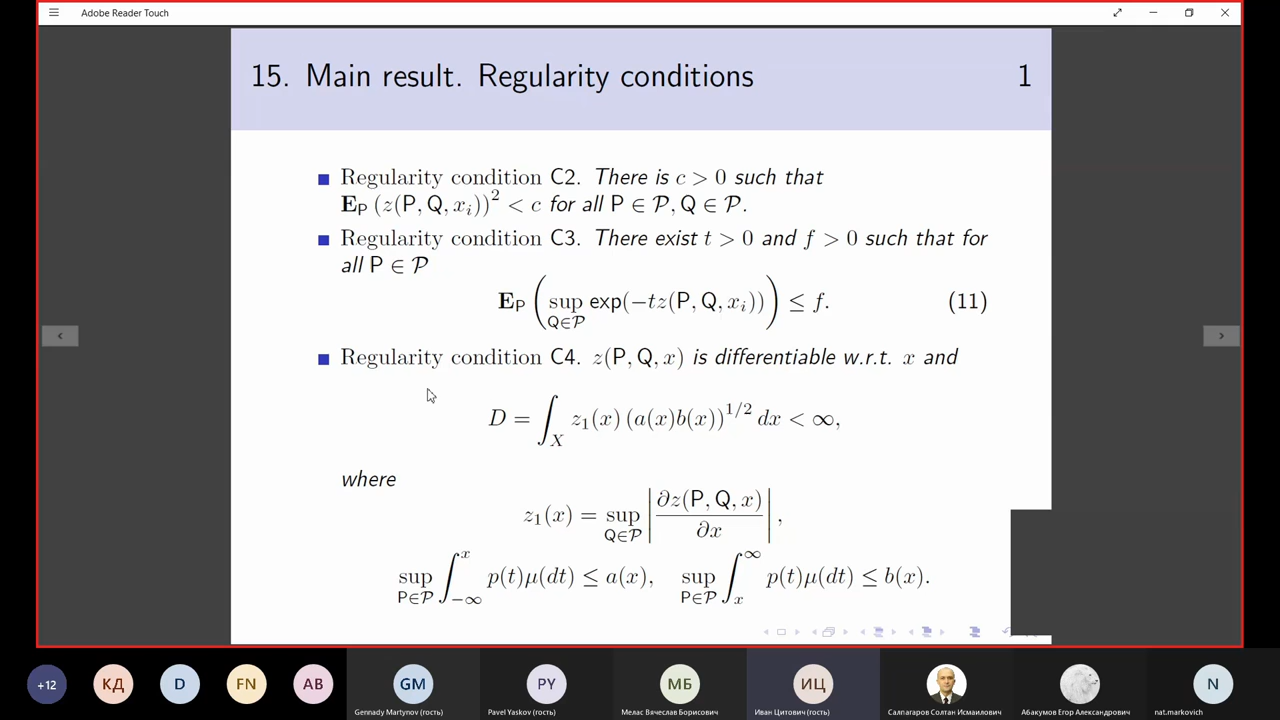 Adobe Reader Touch
15. Main result. Regularity conditions 1
Regularity condition C2. There is c > 0 such that
E_P (z(P, Q, x_i))^2 < c for all P ∈ 𝒫, Q ∈ 𝒫.
Regularity condition C3. There exist t > 0 and f > 0 such that for
all P ∈ 𝒫
E_P ( sup_{Q∈𝒫} exp(−tz(P, Q, x_i)) ) ≤ f. (11)
Regularity condition C4. z(P, Q, x) is differentiable w.r.t. x and
D = ∫_X z_1(x) (a(x)b(x))^{1/2} dx < ∞,
where
z_1(x) = sup_{Q∈𝒫} | ∂z(P, Q, x) / ∂x |,
sup_{P∈𝒫} ∫_{−∞}^{x} p(t)μ(dt) ≤ a(x), sup_{P∈𝒫} ∫_{x}^{∞} p(t)μ(dt) ≤ b(x).
+12 КД D FN АВ GM PY МБ ИЦ N
Gennady Martynov (гость) Pavel Yaskov (гость) Мелас Вячеслав Борисович Иван Цитович (гость) Салпагаров Солтан Исмаилович Абакумов Егор Александрович nat.markovich